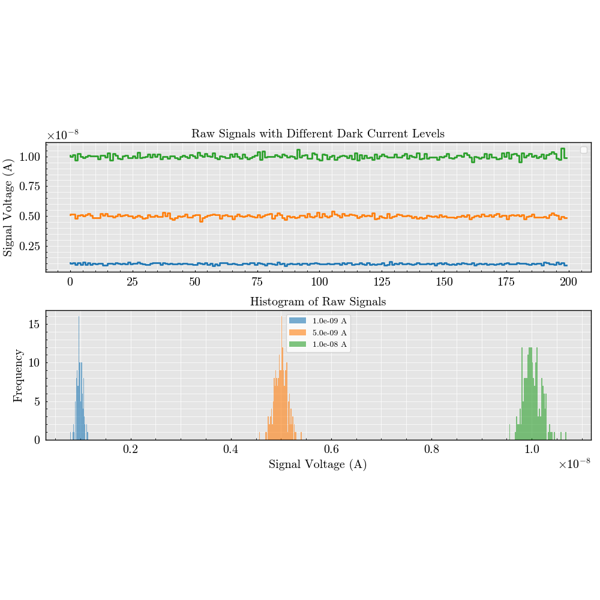 Raw Signals with Different Dark Current Levels
×10⁻⁸
Signal Voltage (A)
1.00
0.75
0.50
0.25
0 25 50 75 100 125 150 175 200
Histogram of Raw Signals
Frequency
15
10
5
0
1.0e-09 A
5.0e-09 A
1.0e-08 A
0.2 0.4 0.6 0.8 1.0
Signal Voltage (A)
×10⁻⁸